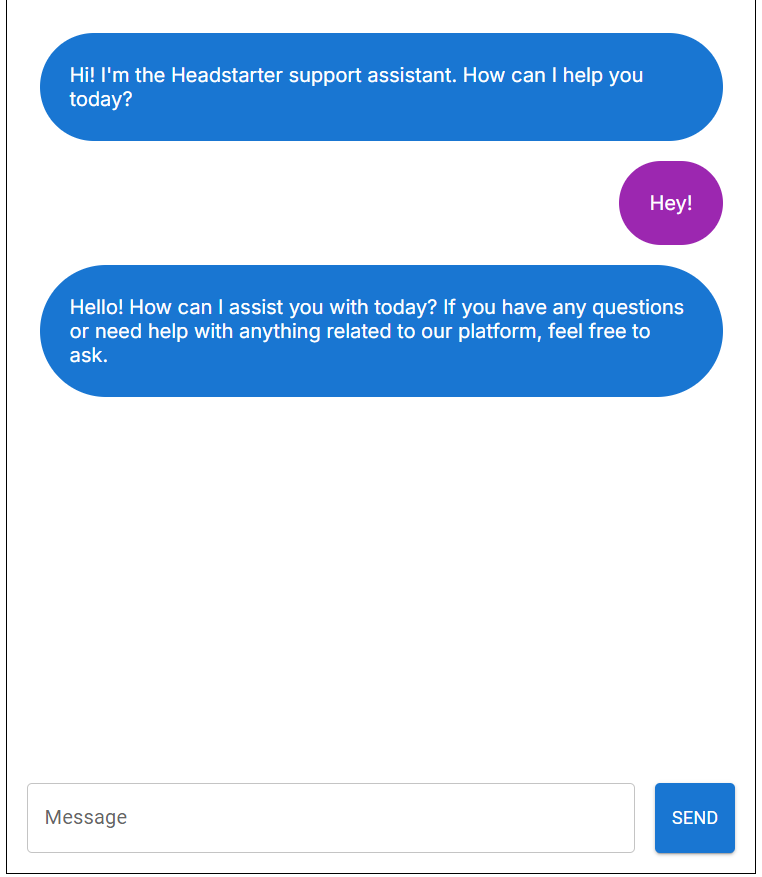 Hi! I'm the Headstarter support assistant. How can I help you
today?
Hey!
Hello! How can I assist you with today? If you have any questions
or need help with anything related to our platform, feel free to
ask.
Message
SEND